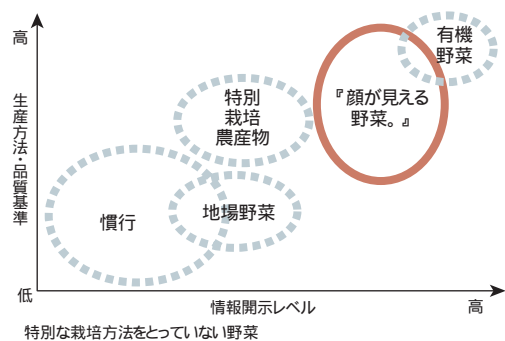 高
有機
野菜
『顔が見える
野菜。』
特別
栽培
農産物
生産方法・品質基準
慣行
地場野菜
低
情報開示レベル
高
特別な栽培方法をとっていない野菜